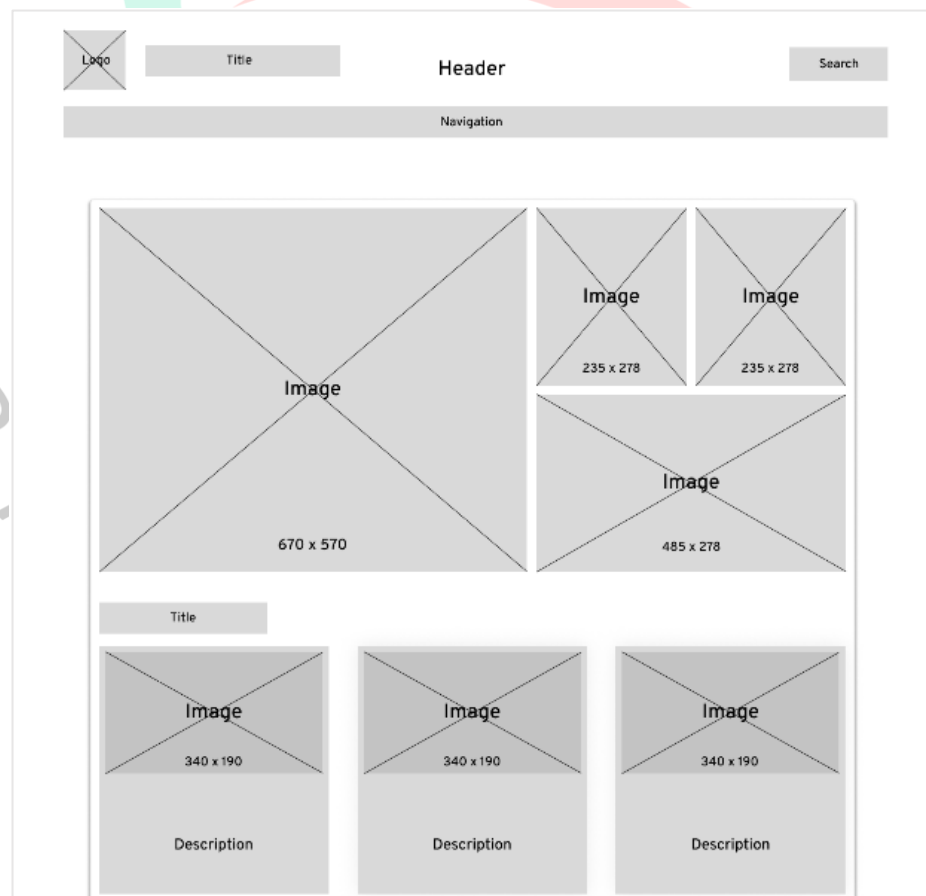 Logo
Title
Header
Search
Navigation
Image
670 x 570
Image
235 x 278
Image
235 x 278
Image
485 x 278
Title
Image
340 x 190
Description
Image
340 x 190
Description
Image
340 x 190
Description